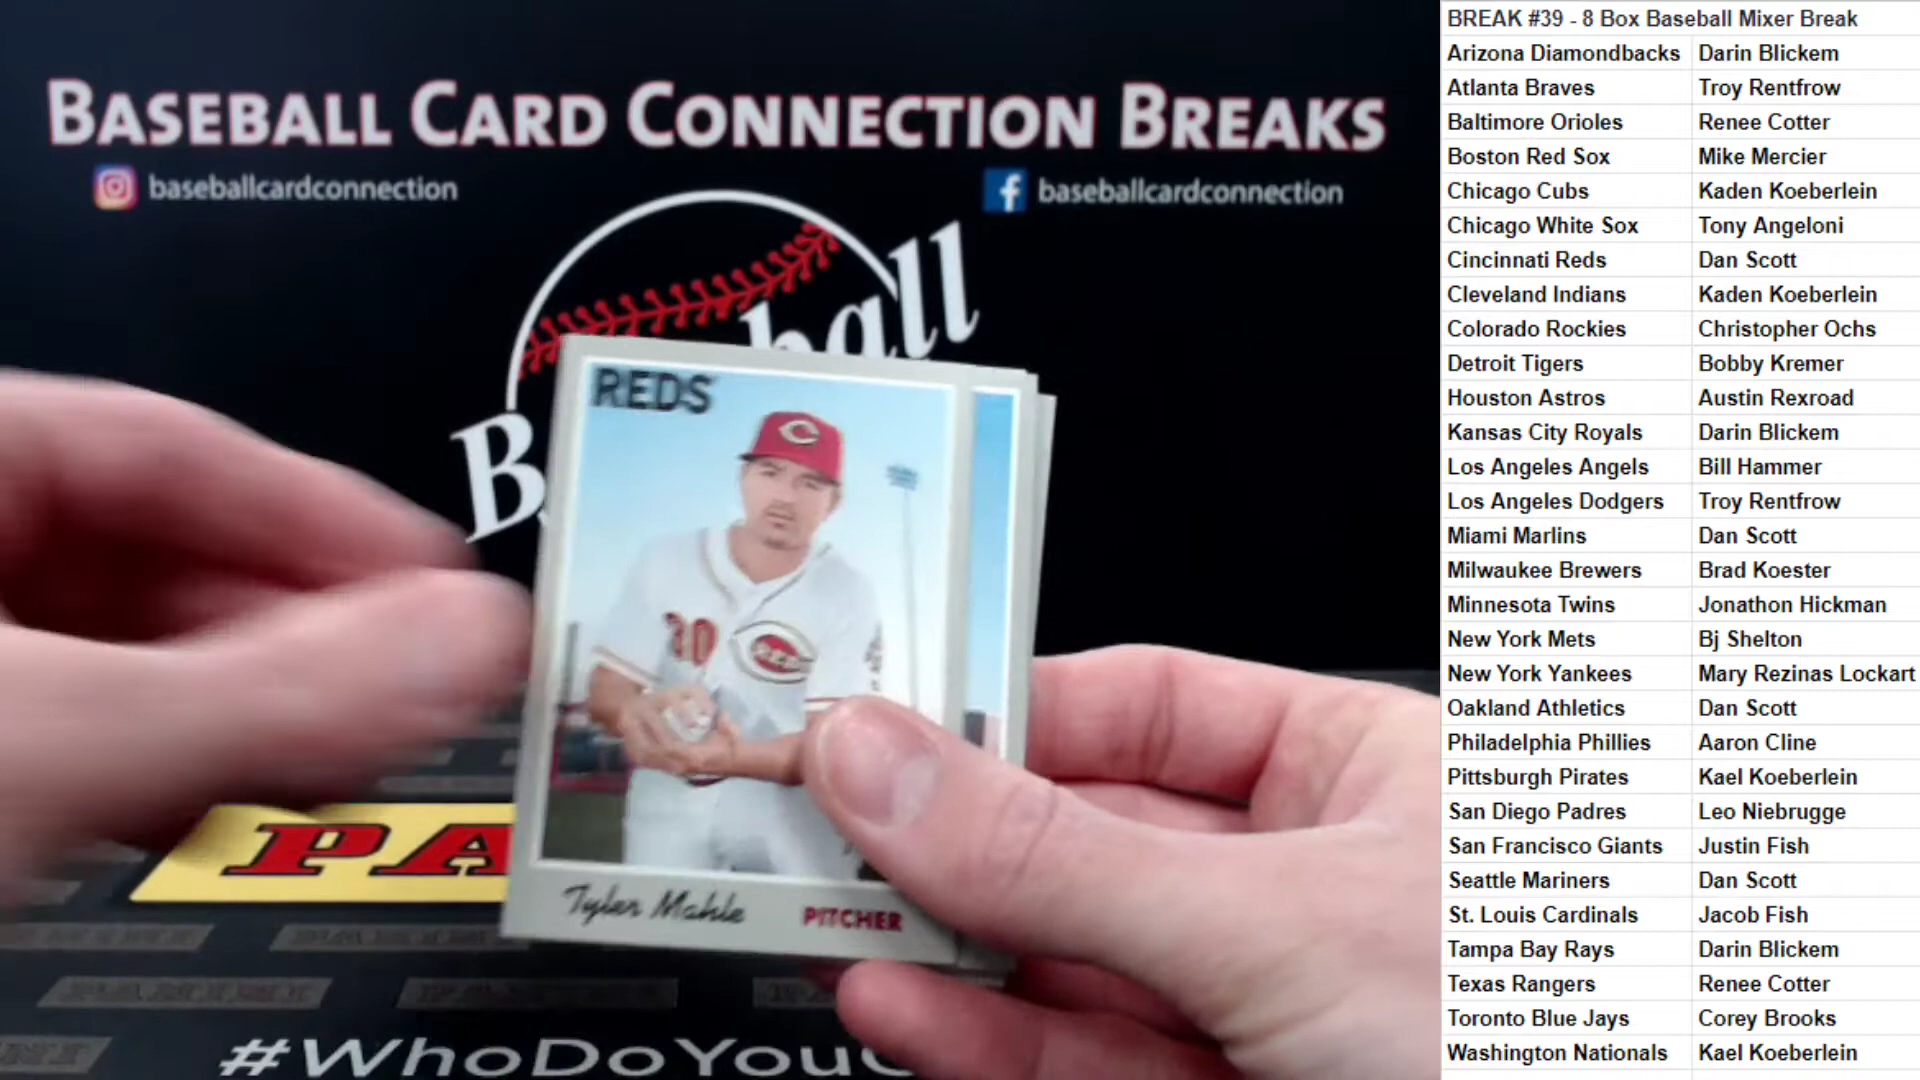 BASEBALL CARD CONNECTION BREAKS
baseballcardconnection
baseballcardconnection
REDS
30
REDS
Tyler Mahle PITCHER
#WhoDoYou
BREAK #39 - 8 Box Baseball Mixer Break
Arizona Diamondbacks Darin Blickem
Atlanta Braves Troy Rentfrow
Baltimore Orioles Renee Cotter
Boston Red Sox Mike Mercier
Chicago Cubs Kaden Koeberlein
Chicago White Sox Tony Angeloni
Cincinnati Reds Dan Scott
Cleveland Indians Kaden Koeberlein
Colorado Rockies Christopher Ochs
Detroit Tigers Bobby Kremer
Houston Astros Austin Rexroad
Kansas City Royals Darin Blickem
Los Angeles Angels Bill Hammer
Los Angeles Dodgers Troy Rentfrow
Miami Marlins Dan Scott
Milwaukee Brewers Brad Koester
Minnesota Twins Jonathon Hickman
New York Mets Bj Shelton
New York Yankees Mary Rezinas Lockart
Oakland Athletics Dan Scott
Philadelphia Phillies Aaron Cline
Pittsburgh Pirates Kael Koeberlein
San Diego Padres Leo Niebrugge
San Francisco Giants Justin Fish
Seattle Mariners Dan Scott
St. Louis Cardinals Jacob Fish
Tampa Bay Rays Darin Blickem
Texas Rangers Renee Cotter
Toronto Blue Jays Corey Brooks
Washington Nationals Kael Koeberlein